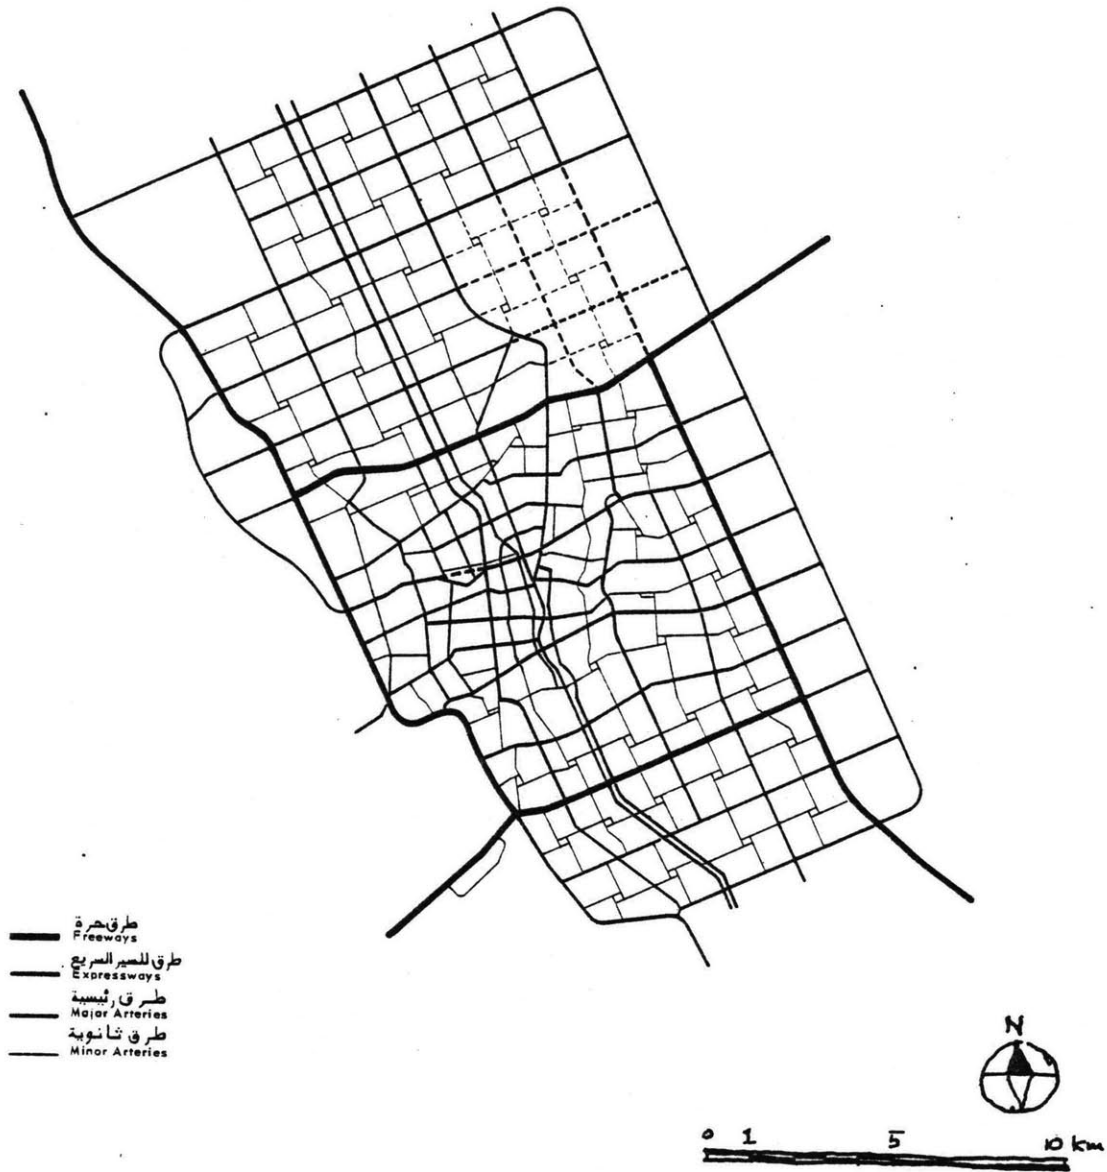 طرق حرة
Freeways
طرق للسير السريع
Expressways
طرق رئيسية
Major Arteries
طرق ثانوية
Minor Arteries
N
0 1 5 10 km